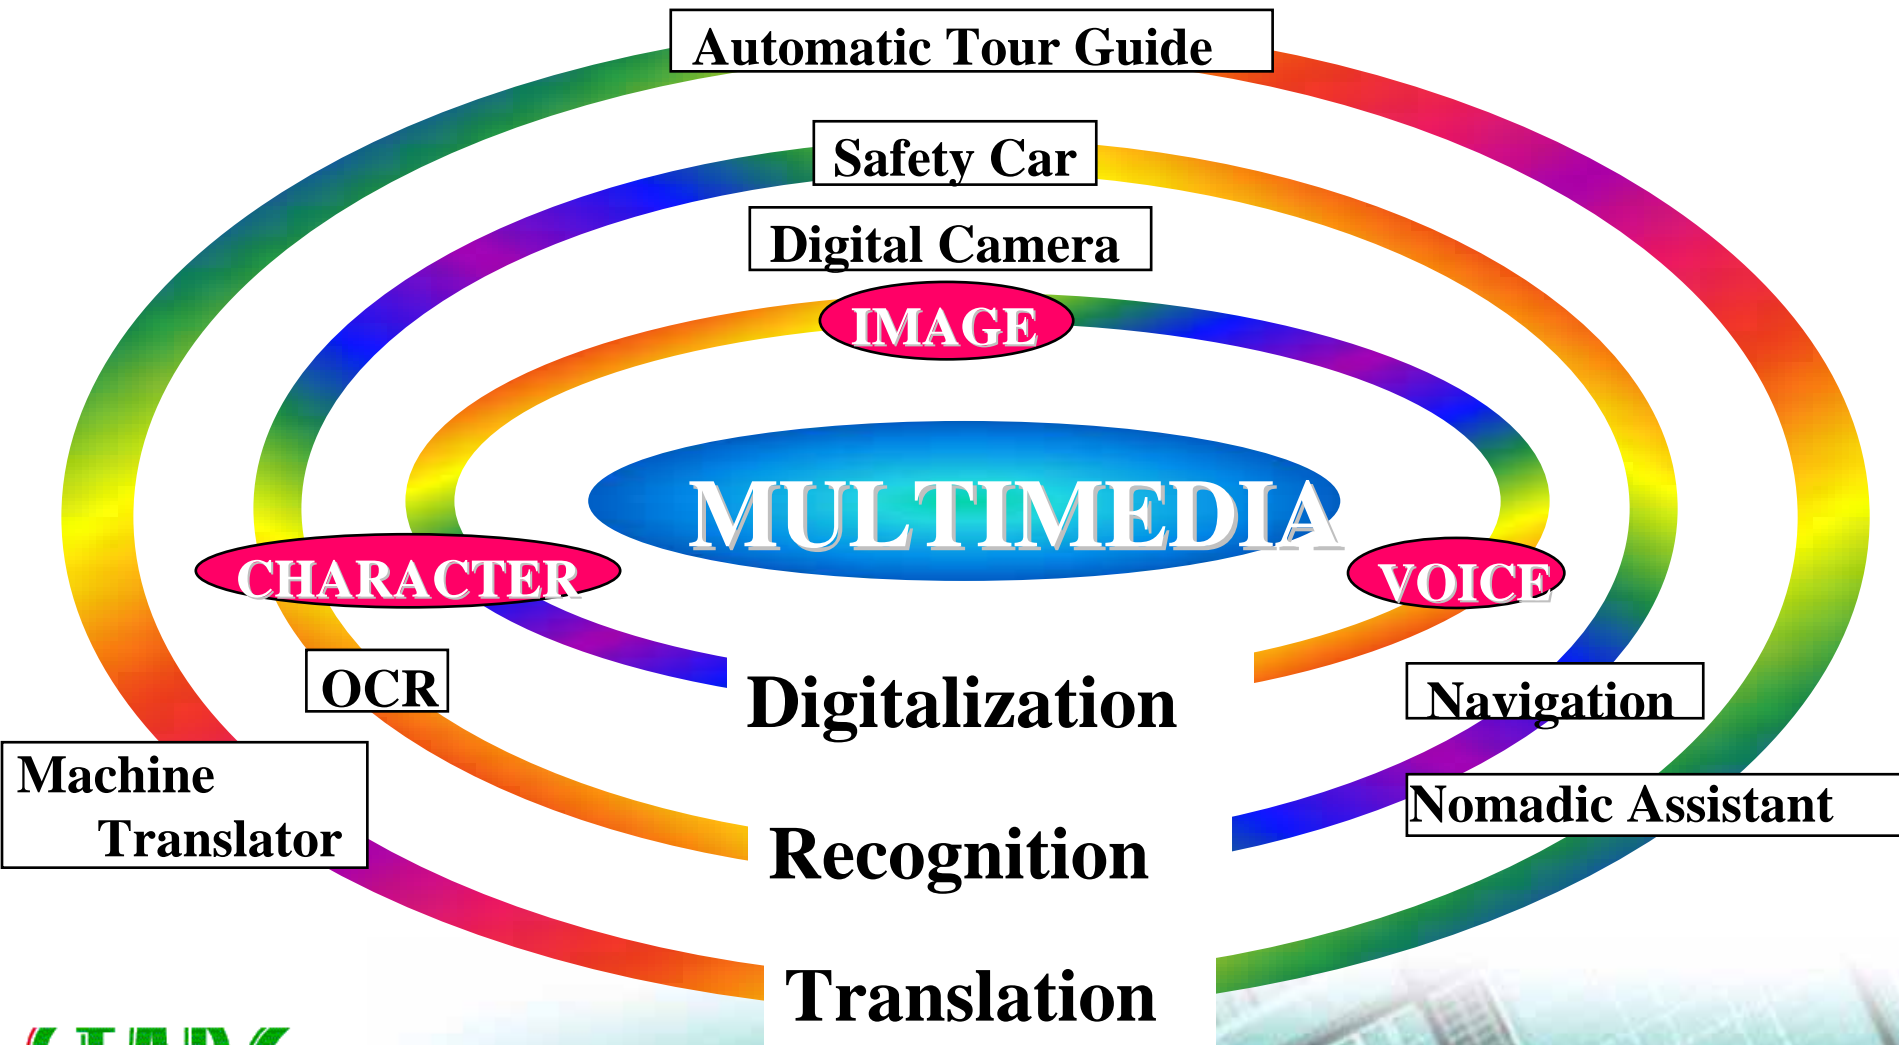 Automatic Tour Guide
Safety Car
Digital Camera
IMAGE
MULTIMEDIA
CHARACTER
VOICE
OCR
Digitalization
Navigation
Machine
Translator
Nomadic Assistant
Recognition
Translation